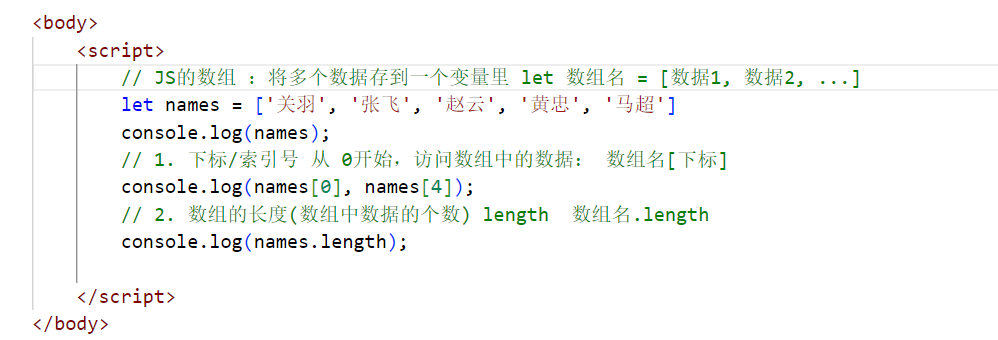 <body>
<script>
// JS的数组 ：将多个数据存到一个变量里 let 数组名 = [数据1, 数据2, ...]
let names = ['关羽', '张飞', '赵云', '黄忠', '马超']
console.log(names);
// 1. 下标/索引号 从 0开始，访问数组中的数据： 数组名[下标]
console.log(names[0], names[4]);
// 2. 数组的长度(数组中数据的个数) length  数组名.length
console.log(names.length);
</script>
</body>